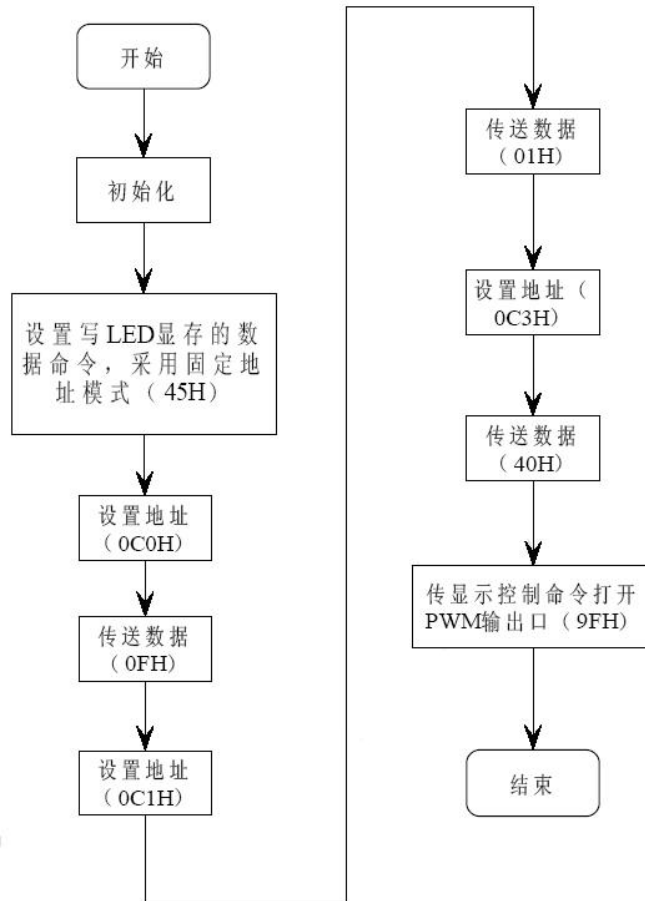 开始
初始化
设置写LED显存的数
据命令，采用固定地
址模式（45H）
设置地址
（0C0H）
传送数据
（0FH）
设置地址
（0C1H）
传送数据
（01H）
设置地址（
0C3H）
传送数据
（40H）
传显示控制命令打开
PWM输出口（9FH）
结束